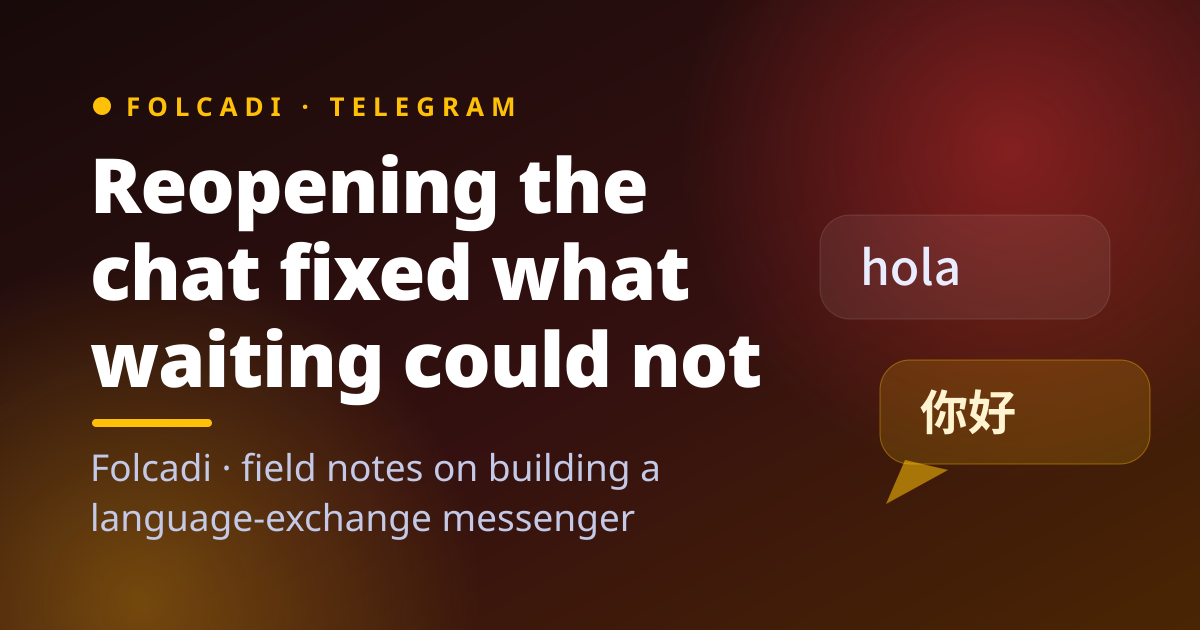 FOLCADI · TELEGRAM
Reopening the
chat fixed what
waiting could not
Folcadi · field notes on building a
language-exchange messenger
hola
你好